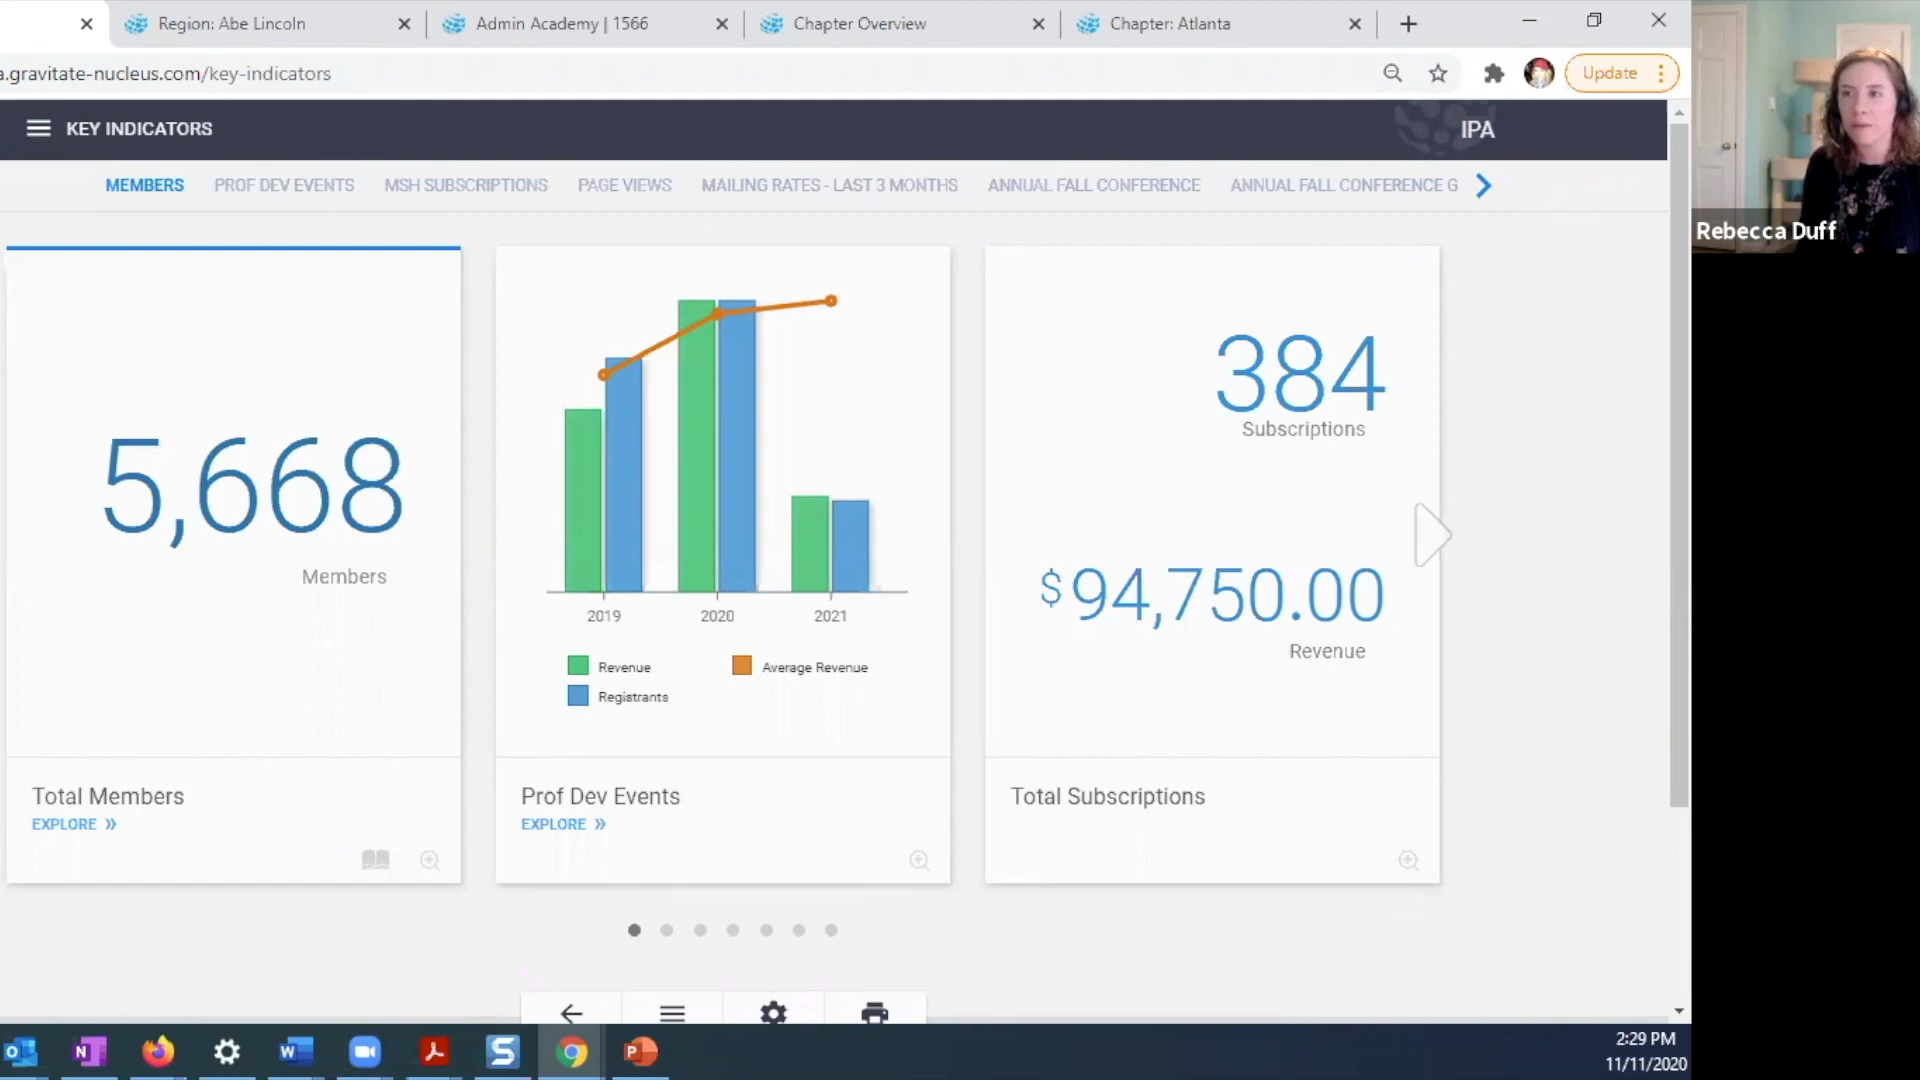 Region: Abe Lincoln
Admin Academy | 1566
Chapter Overview
Chapter: Atlanta
a.gravitate-nucleus.com/key-indicators
Update
KEY INDICATORS
IPA
MEMBERS
PROF DEV EVENTS
MSH SUBSCRIPTIONS
PAGE VIEWS
MAILING RATES - LAST 3 MONTHS
ANNUAL FALL CONFERENCE
ANNUAL FALL CONFERENCE G
Rebecca Duff
5,668
Members
2019
2020
2021
Revenue
Average Revenue
Registrants
384
Subscriptions
$94,750.00
Revenue
Total Members
EXPLORE »
Prof Dev Events
EXPLORE »
Total Subscriptions
2:29 PM
11/11/2020